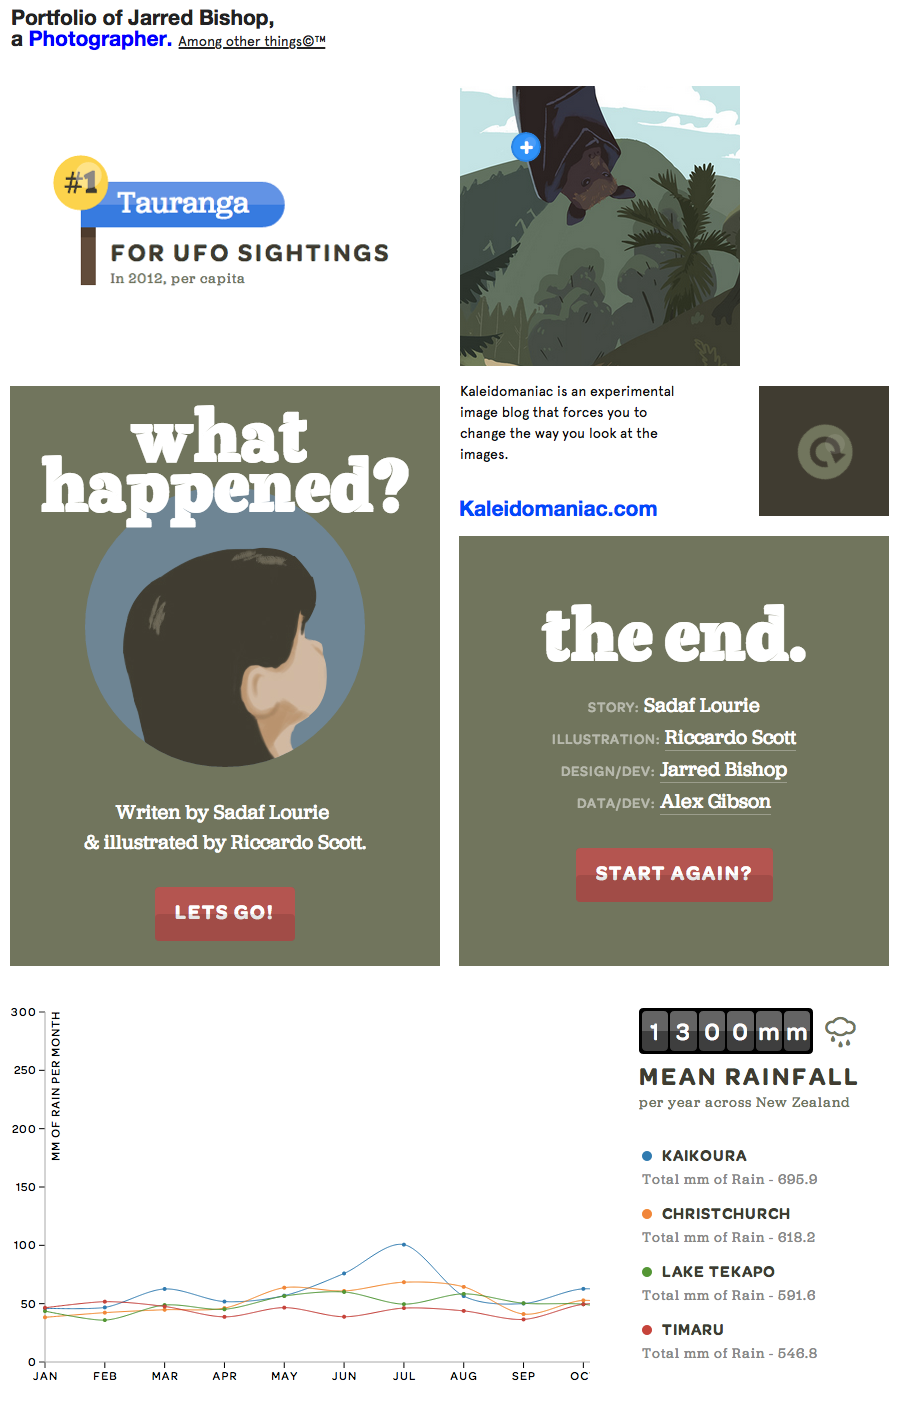 Portfolio of Jarred Bishop,
a Photographer. Among other things©™
#1
Tauranga
FOR UFO SIGHTINGS
In 2012, per capita
what
happened?
Writen by Sadaf Lourie
& illustrated by Riccardo Scott.
LETS GO!
Kaleidomaniac is an experimental
image blog that forces you to
change the way you look at the
images.
Kaleidomaniac.com
the end.
STORY: Sadaf Lourie
ILLUSTRATION: Riccardo Scott
DESIGN/DEV: Jarred Bishop
DATA/DEV: Alex Gibson
START AGAIN?
300
250
200
150
100
50
0
MM OF RAIN PER MONTH
JAN FEB MAR APR MAY JUN JUL AUG SEP OC
1300mm
MEAN RAINFALL
per year across New Zealand
KAIKOURA
Total mm of Rain - 695.9
CHRISTCHURCH
Total mm of Rain - 618.2
LAKE TEKAPO
Total mm of Rain - 591.6
TIMARU
Total mm of Rain - 546.8